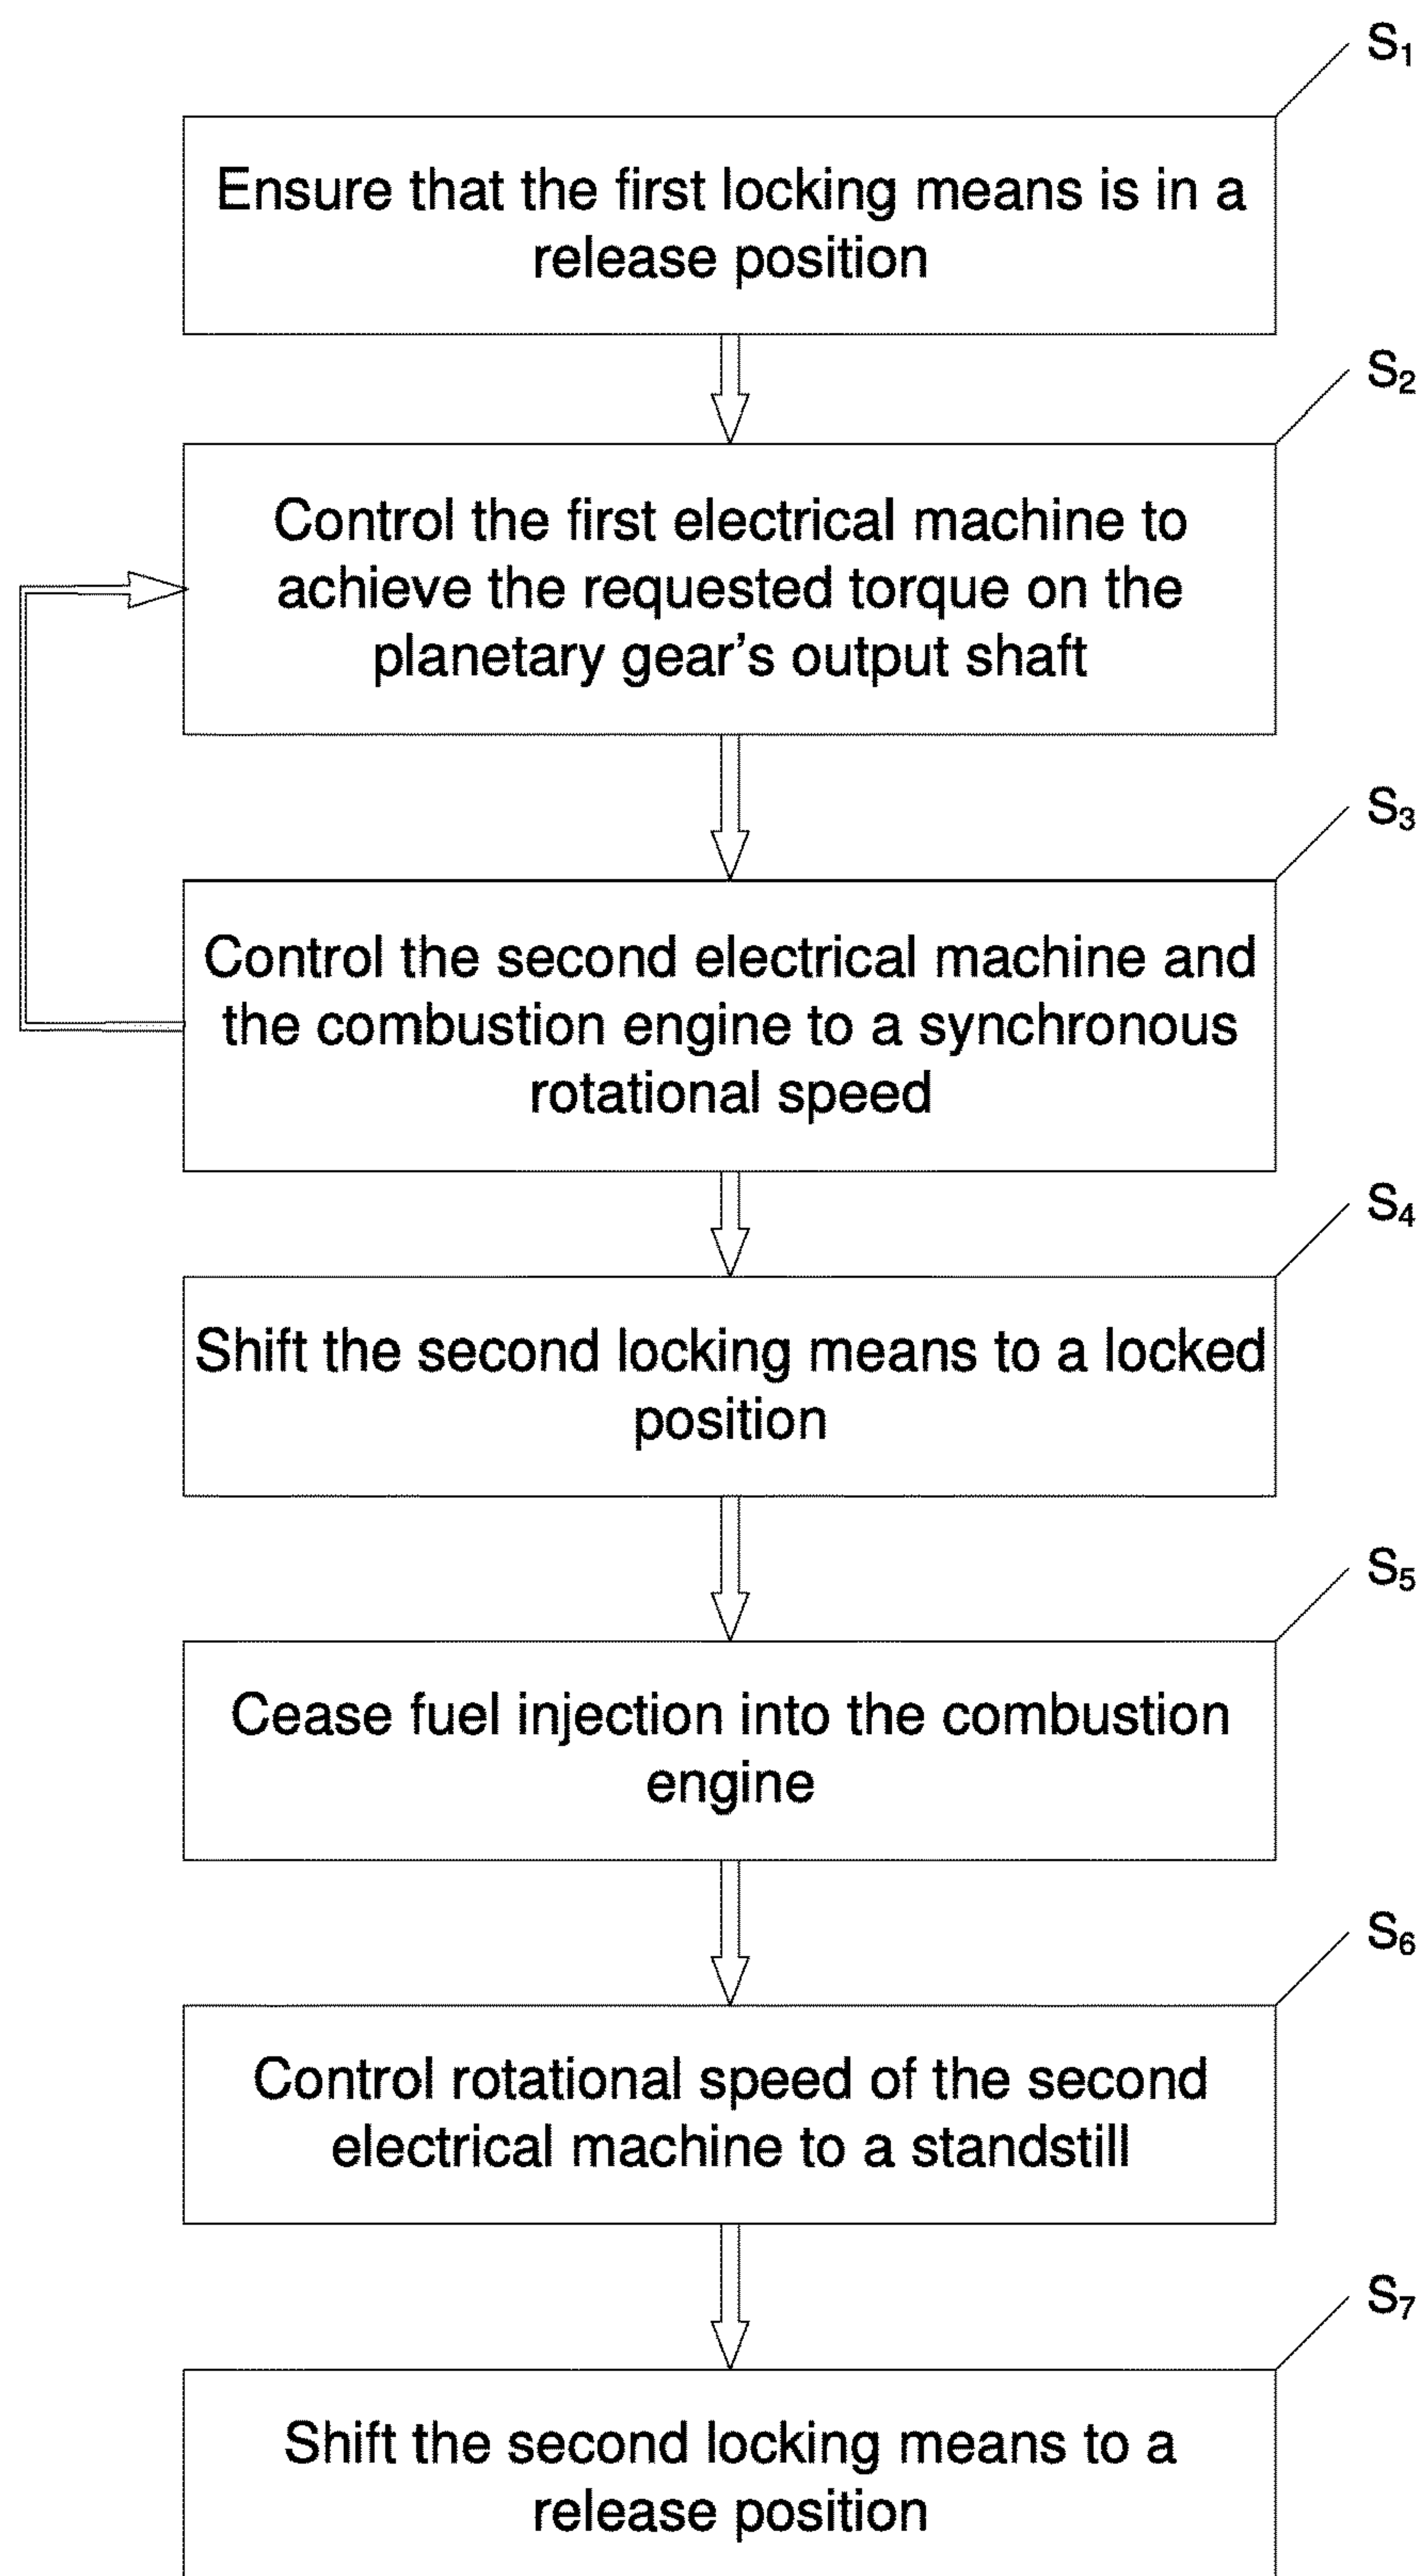 S₁
Ensure that the first locking means is in a
release position
S₂
Control the first electrical machine to
achieve the requested torque on the
planetary gear's output shaft
S₃
Control the second electrical machine and
the combustion engine to a synchronous
rotational speed
S₄
Shift the second locking means to a locked
position
S₅
Cease fuel injection into the combustion
engine
S₆
Control rotational speed of the second
electrical machine to a standstill
S₇
Shift the second locking means to a
release position